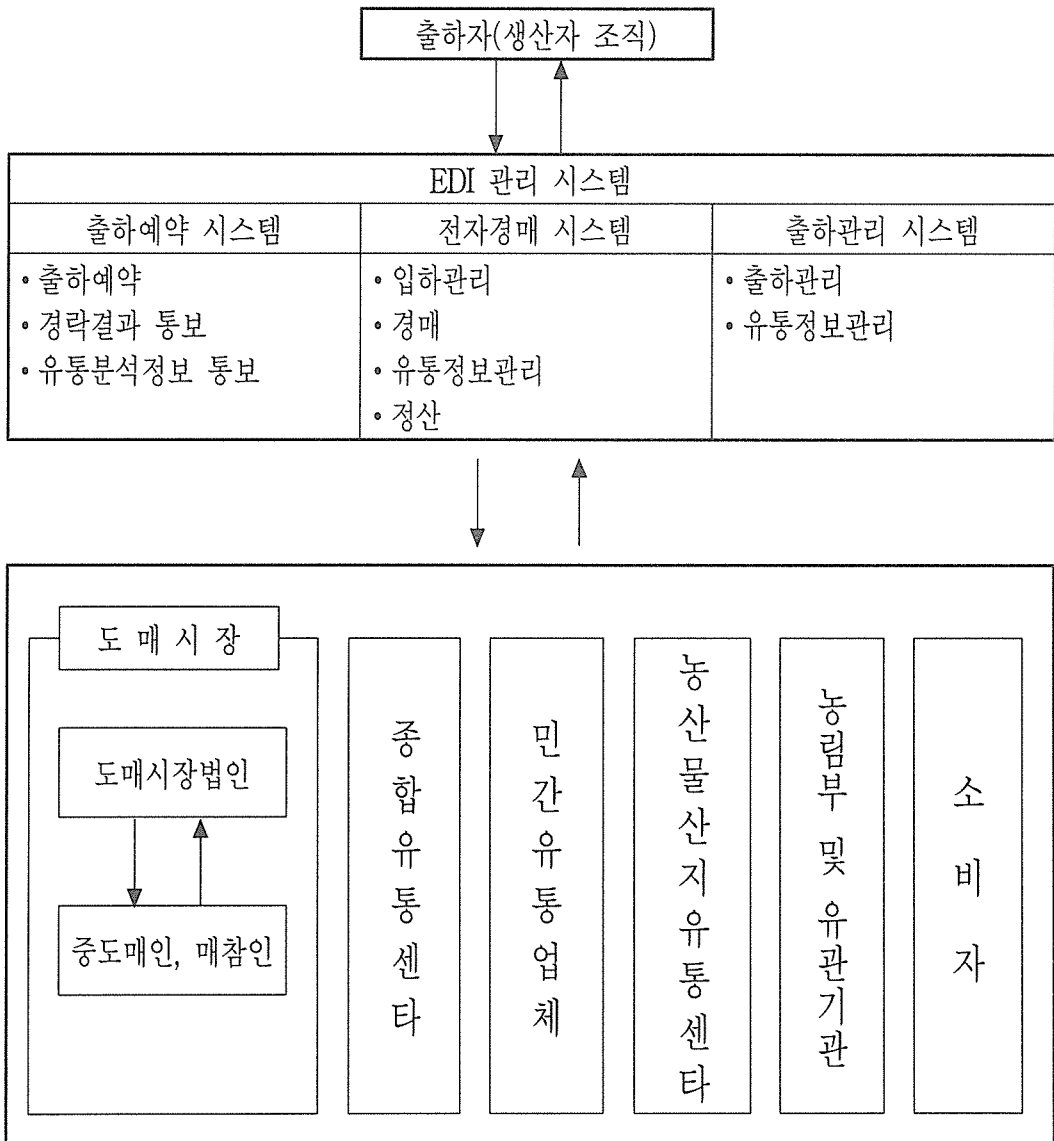 출하자(생산자 조직)
EDI 관리 시스템
출하예약 시스템
• 출하예약
• 경락결과 통보
• 유통분석정보 통보
전자경매 시스템
• 입하관리
• 경매
• 유통정보관리
• 정산
출하관리 시스템
• 출하관리
• 유통정보관리
도 매 시 장
도매시장법인
중도매인, 매참인
종합유통센타
민간유통업체
농산물산지유통센타
농림부 및 유관기관
소비자